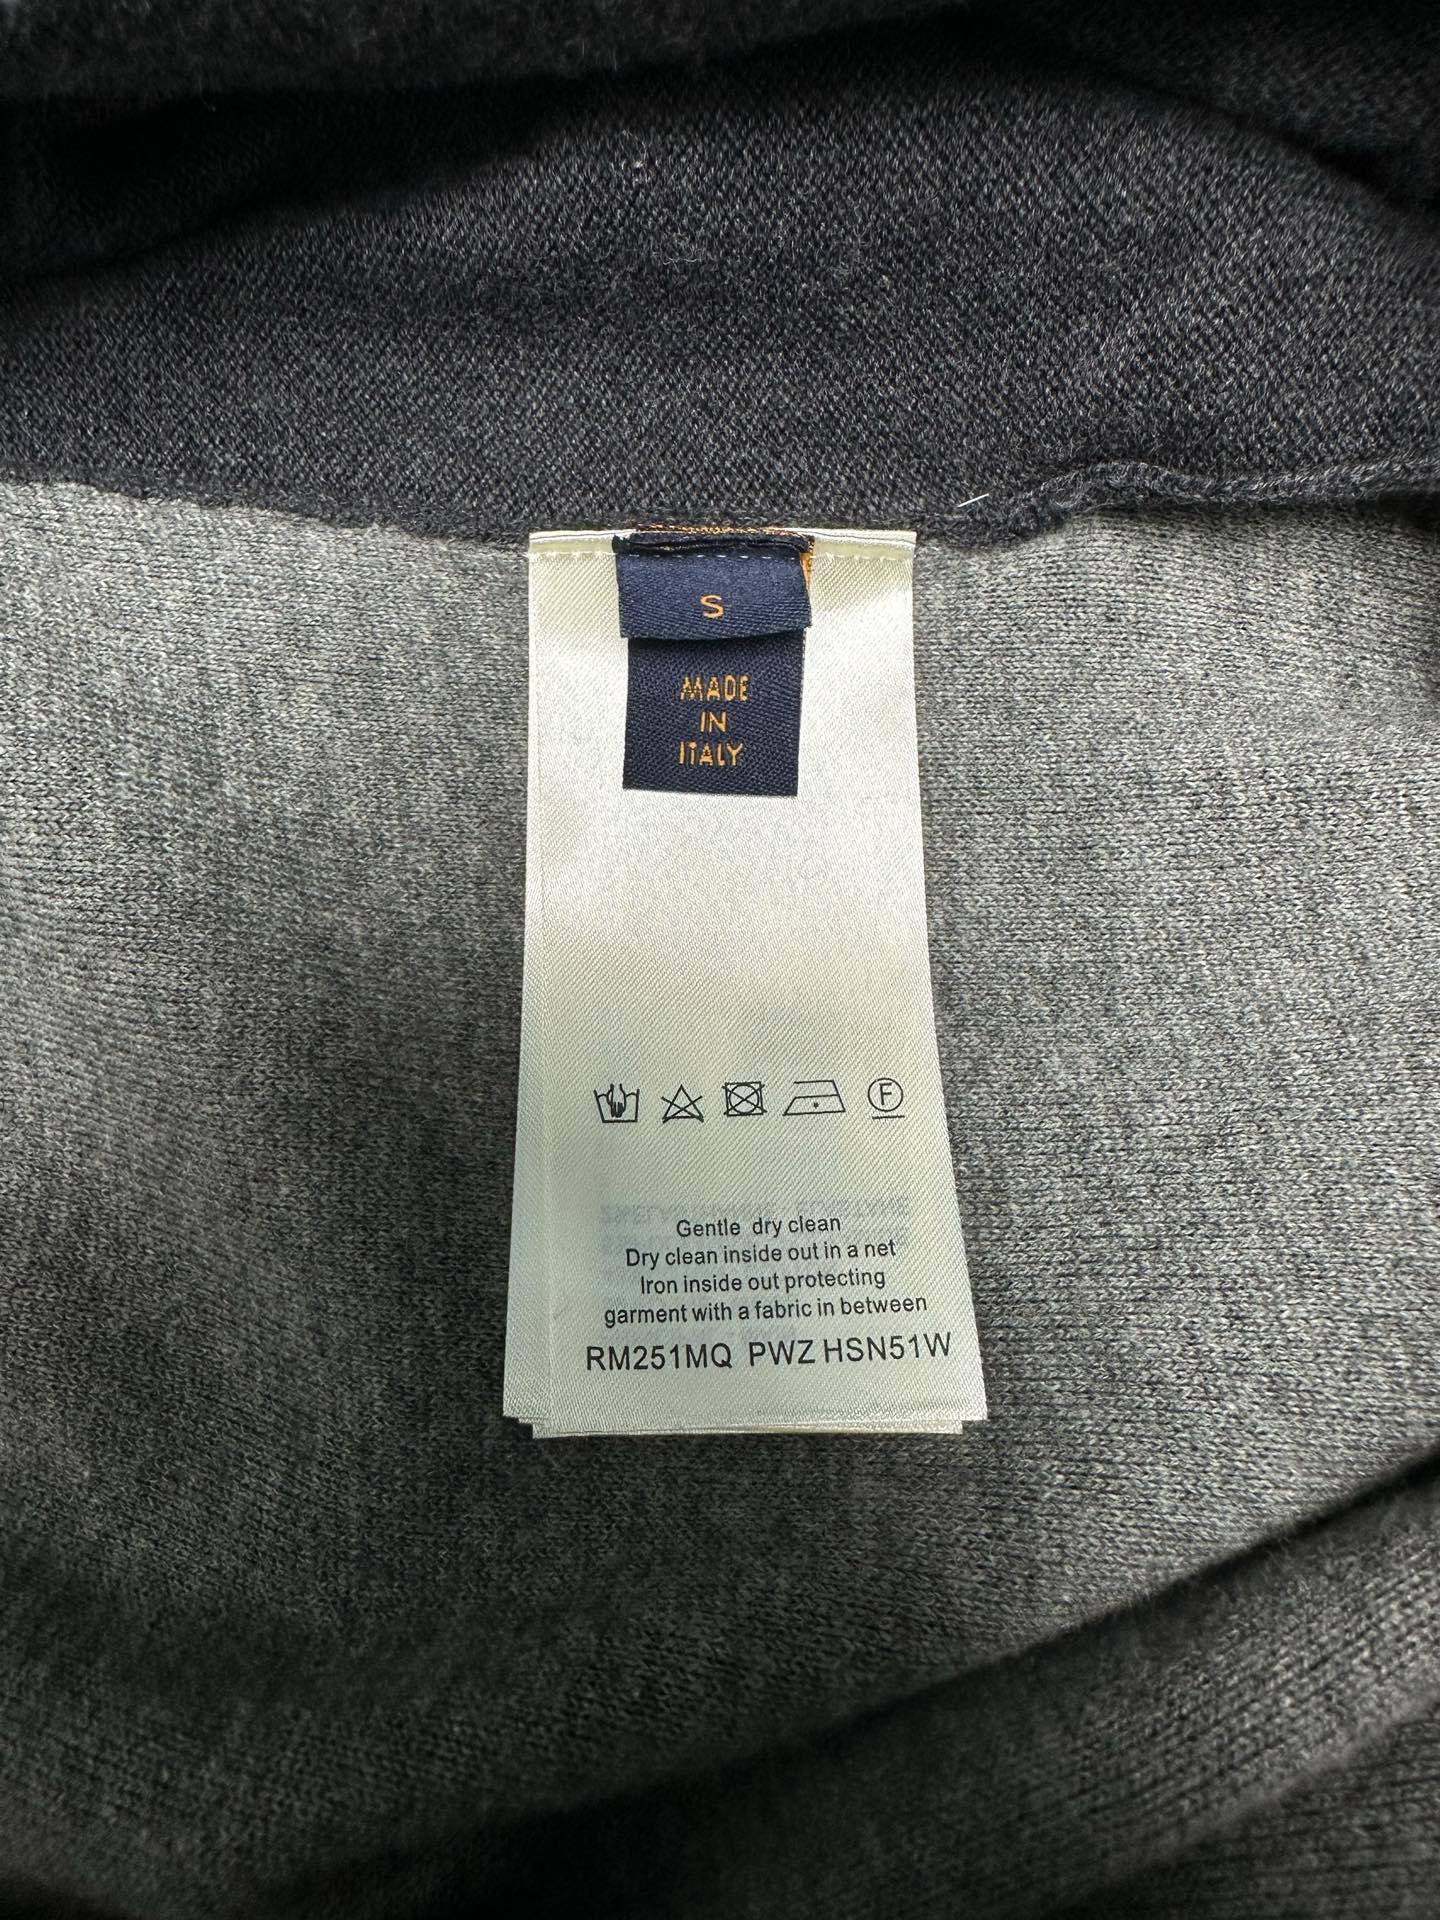 S
MADE
IN
ITALY
F
Gentle dry clean
Dry clean inside out in a net
Iron inside out protecting
garment with a fabric in between
RM251MQ PWZ HSN51W